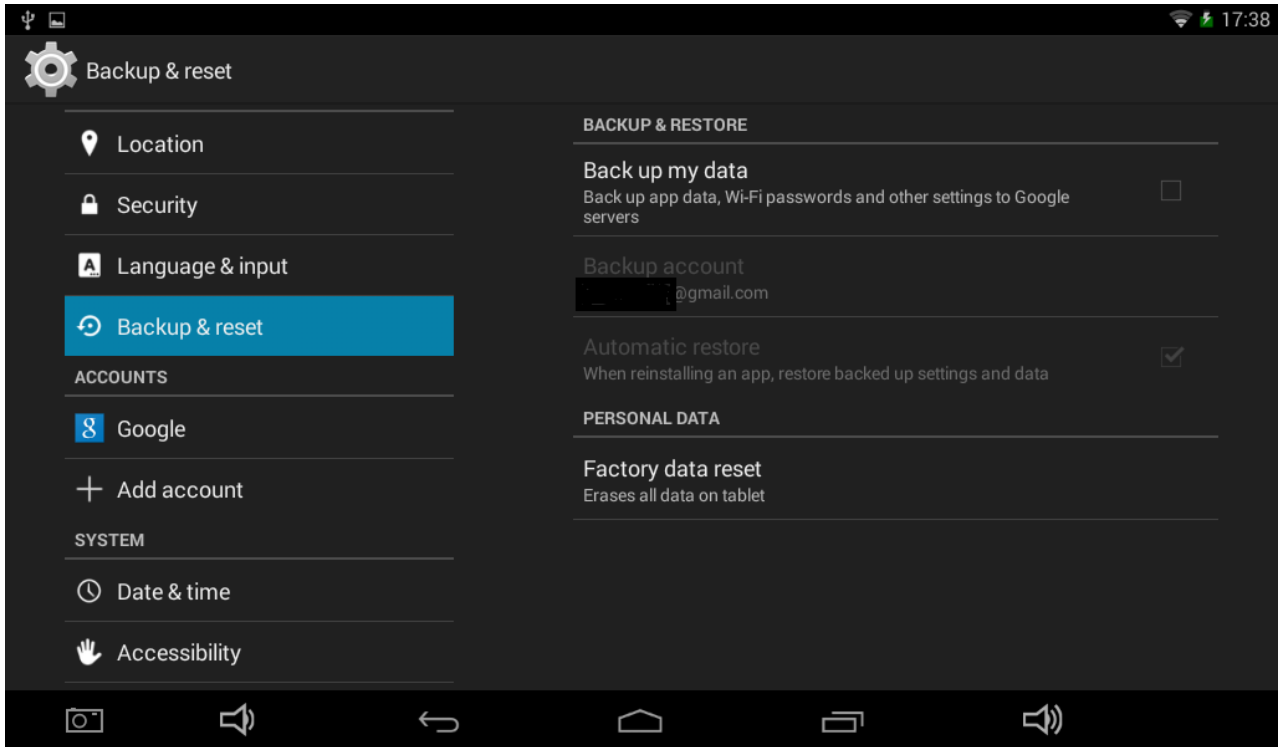 17:38
Backup & reset
Location
Security
Language & input
Backup & reset
ACCOUNTS
Google
Add account
SYSTEM
Date & time
Accessibility
BACKUP & RESTORE
Back up my data
Back up app data, Wi-Fi passwords and other settings to Google
servers
Backup account
@gmail.com
Automatic restore
When reinstalling an app, restore backed up settings and data
PERSONAL DATA
Factory data reset
Erases all data on tablet